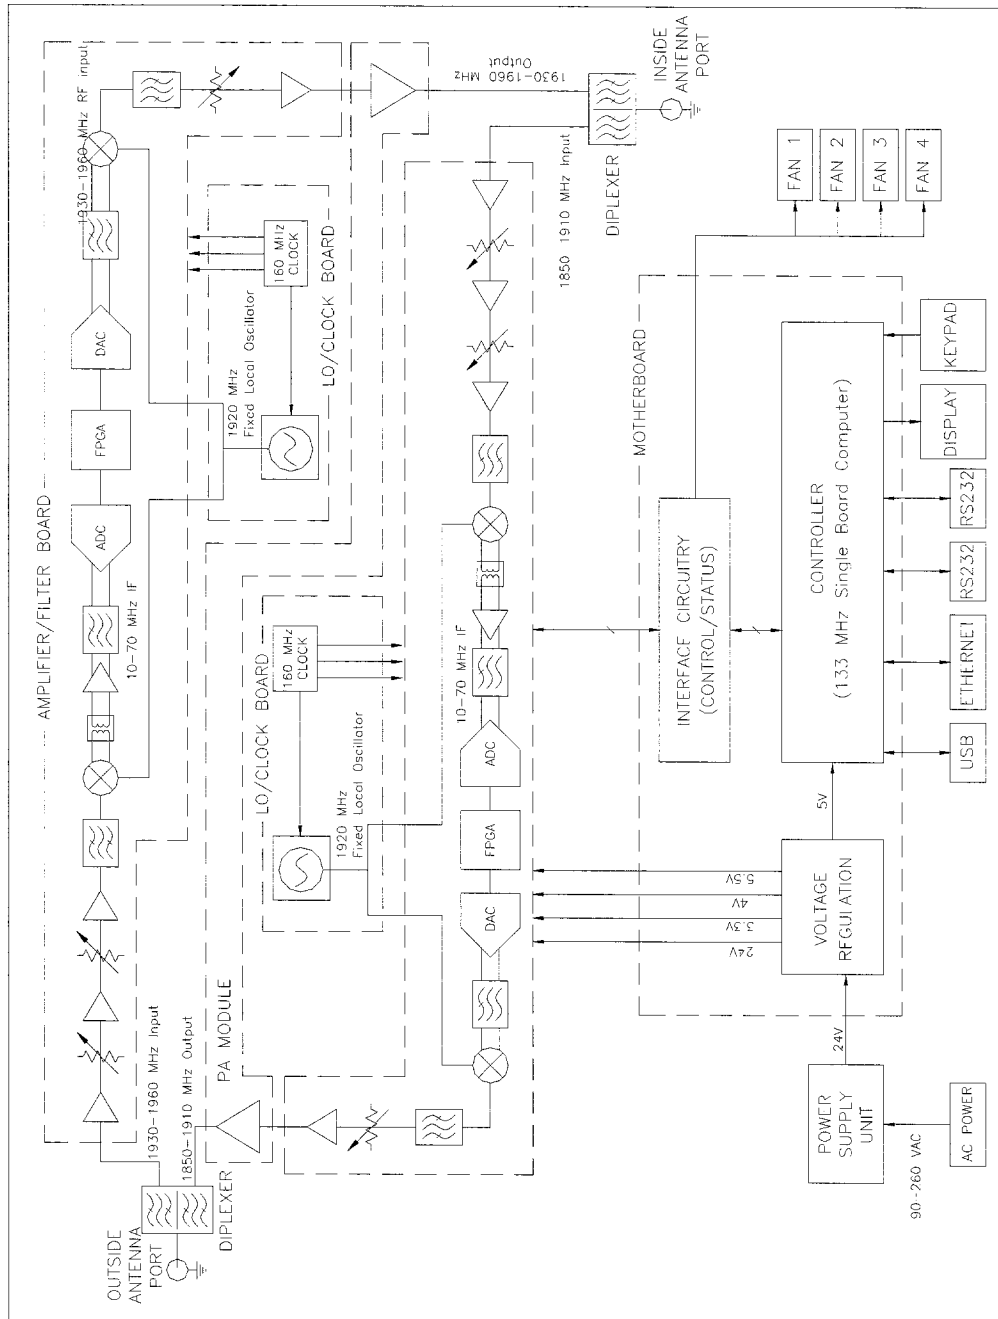 OUTSIDE
ANTENNA
PORT
DIPLEXER
1930-1960 MHz Input
1850-1910 MHz Output
AMPLIFIER/FILTER BOARD
10-70 MHz IF
ADC
FPGA
DAC
1930-1960 MHz RF Input
1920 MHz
Fixed Local Oscillator
160 MHz
CLOCK
LO/CLOCK BOARD
PA MODULE
LO/CLOCK BOARD
160 MHz
CLOCK
1920 MHz
Fixed Local Oscillator
1930-1960 MHz
Output
INSIDE
ANTENNA
PORT
DIPLEXER
1850 1910 MHz Input
DAC
FPGA
ADC
10-70 MHz IF
MOTHERBOARD
INTERFACE CIRCUITRY
(CONTROL/STATUS)
FAN 1
FAN 2
FAN 3
FAN 4
24V
3.3V
4V
5.5V
VOLTAGE
REGULATION
5V
CONTROLLER
(133 MHz Single Board Computer)
24V
POWER
SUPPLY
UNIT
90-260 VAC
AC POWER
USB
ETHERNET
RS232
RS232
DISPLAY
KEYPAD